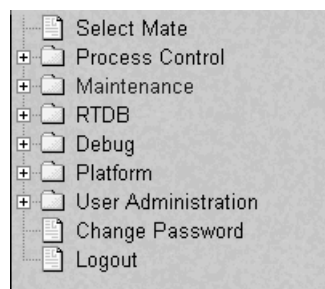 Select Mate
Process Control
Maintenance
RTDB
Debug
Platform
User Administration
Change Password
Logout